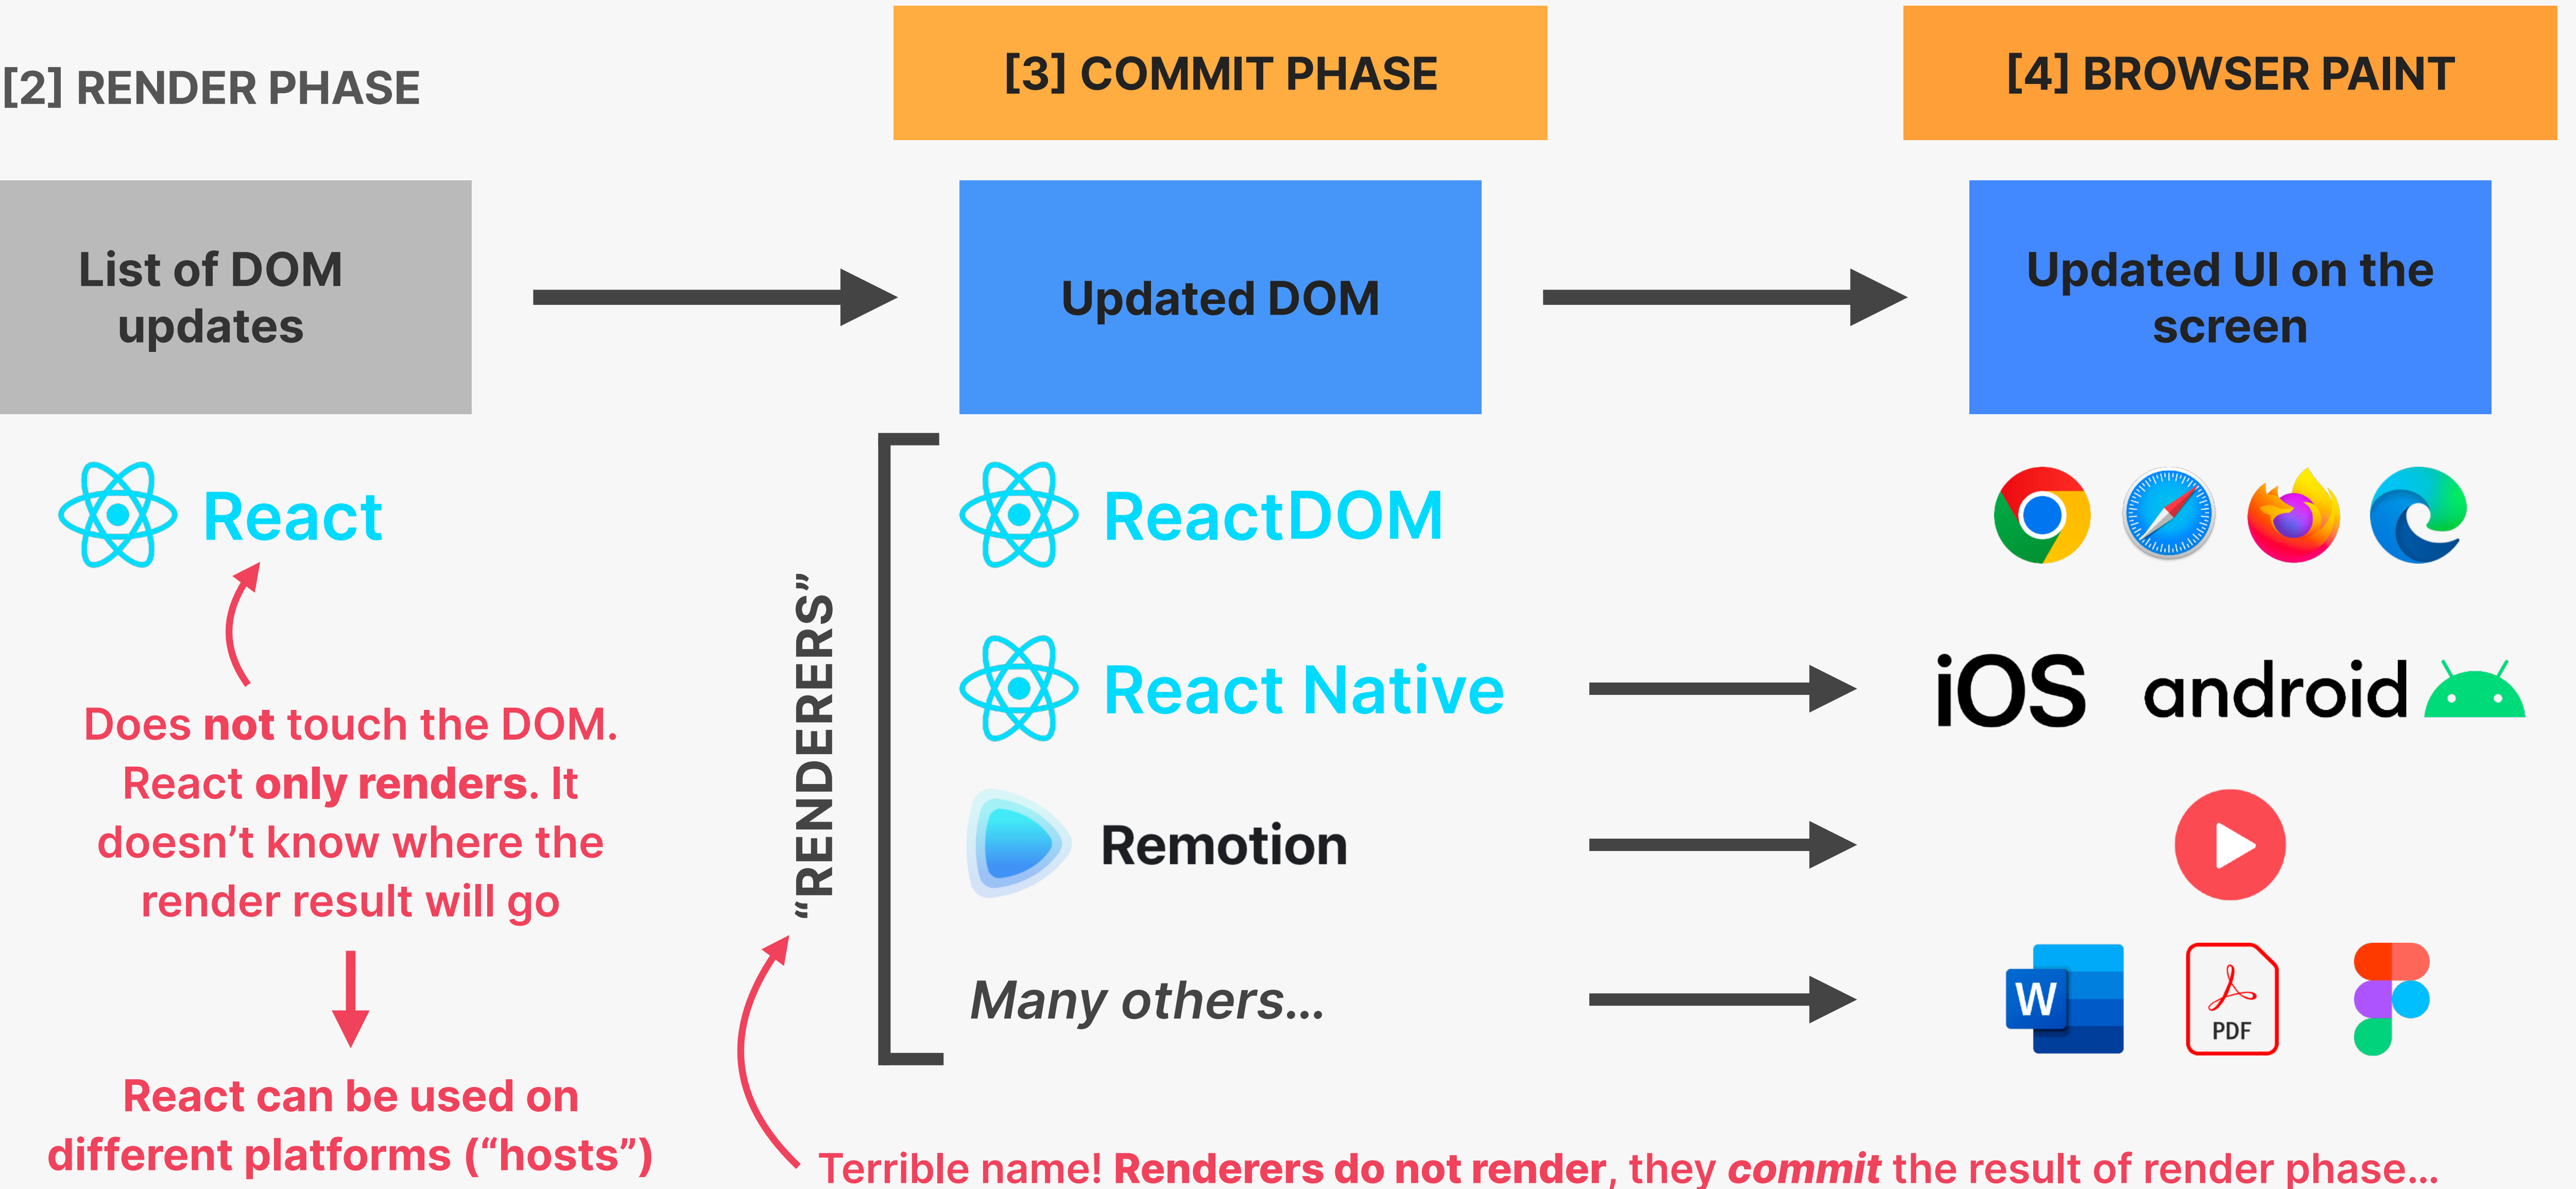 [2] RENDER PHASE
[3] COMMIT PHASE
[4] BROWSER PAINT
List of DOM
updates
Updated DOM
Updated UI on the
screen
React
ReactDOM
“RENDERERS”
React Native
iOS
android
Does not touch the DOM.
React only renders. It
doesn’t know where the
render result will go
Remotion
Many others…
W
PDF
React can be used on
different platforms (“hosts”)
Terrible name! Renderers do not render, they commit the result of render phase…